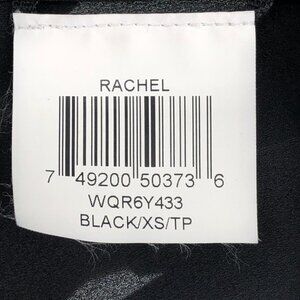 RACHEL
7 49200 50373 6
WQR6Y433
BLACK/XS/TP